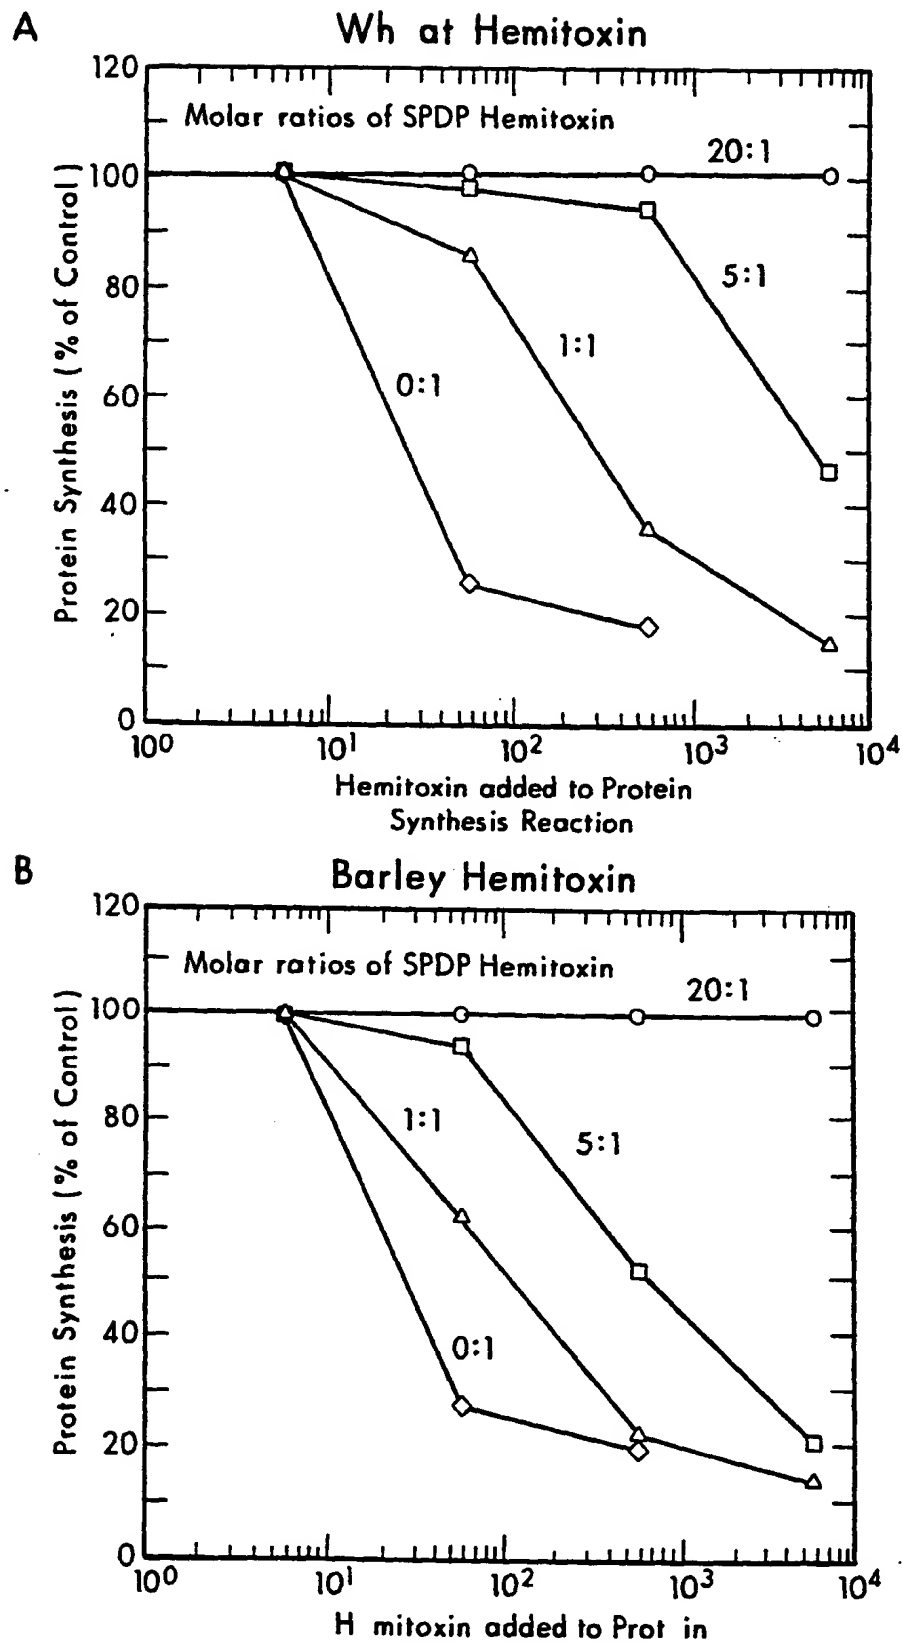 A
Wh at Hemitoxin
120
Molar ratios of SPDP Hemitoxin
20:1
100
5:1
80
1:1
0:1
60
40
20
0
Protein Synthesis (% of Control)
10⁰ 10¹ 10² 10³ 10⁴
Hemitoxin added to Protein
Synthesis Reaction
B
Barley Hemitoxin
120
Molar ratios of SPDP Hemitoxin
20:1
100
1:1
5:1
80
60
0:1
40
20
0
Protein Synthesis (% of Control)
10⁰ 10¹ 10² 10³ 10⁴
H mitoxin added to Prot in